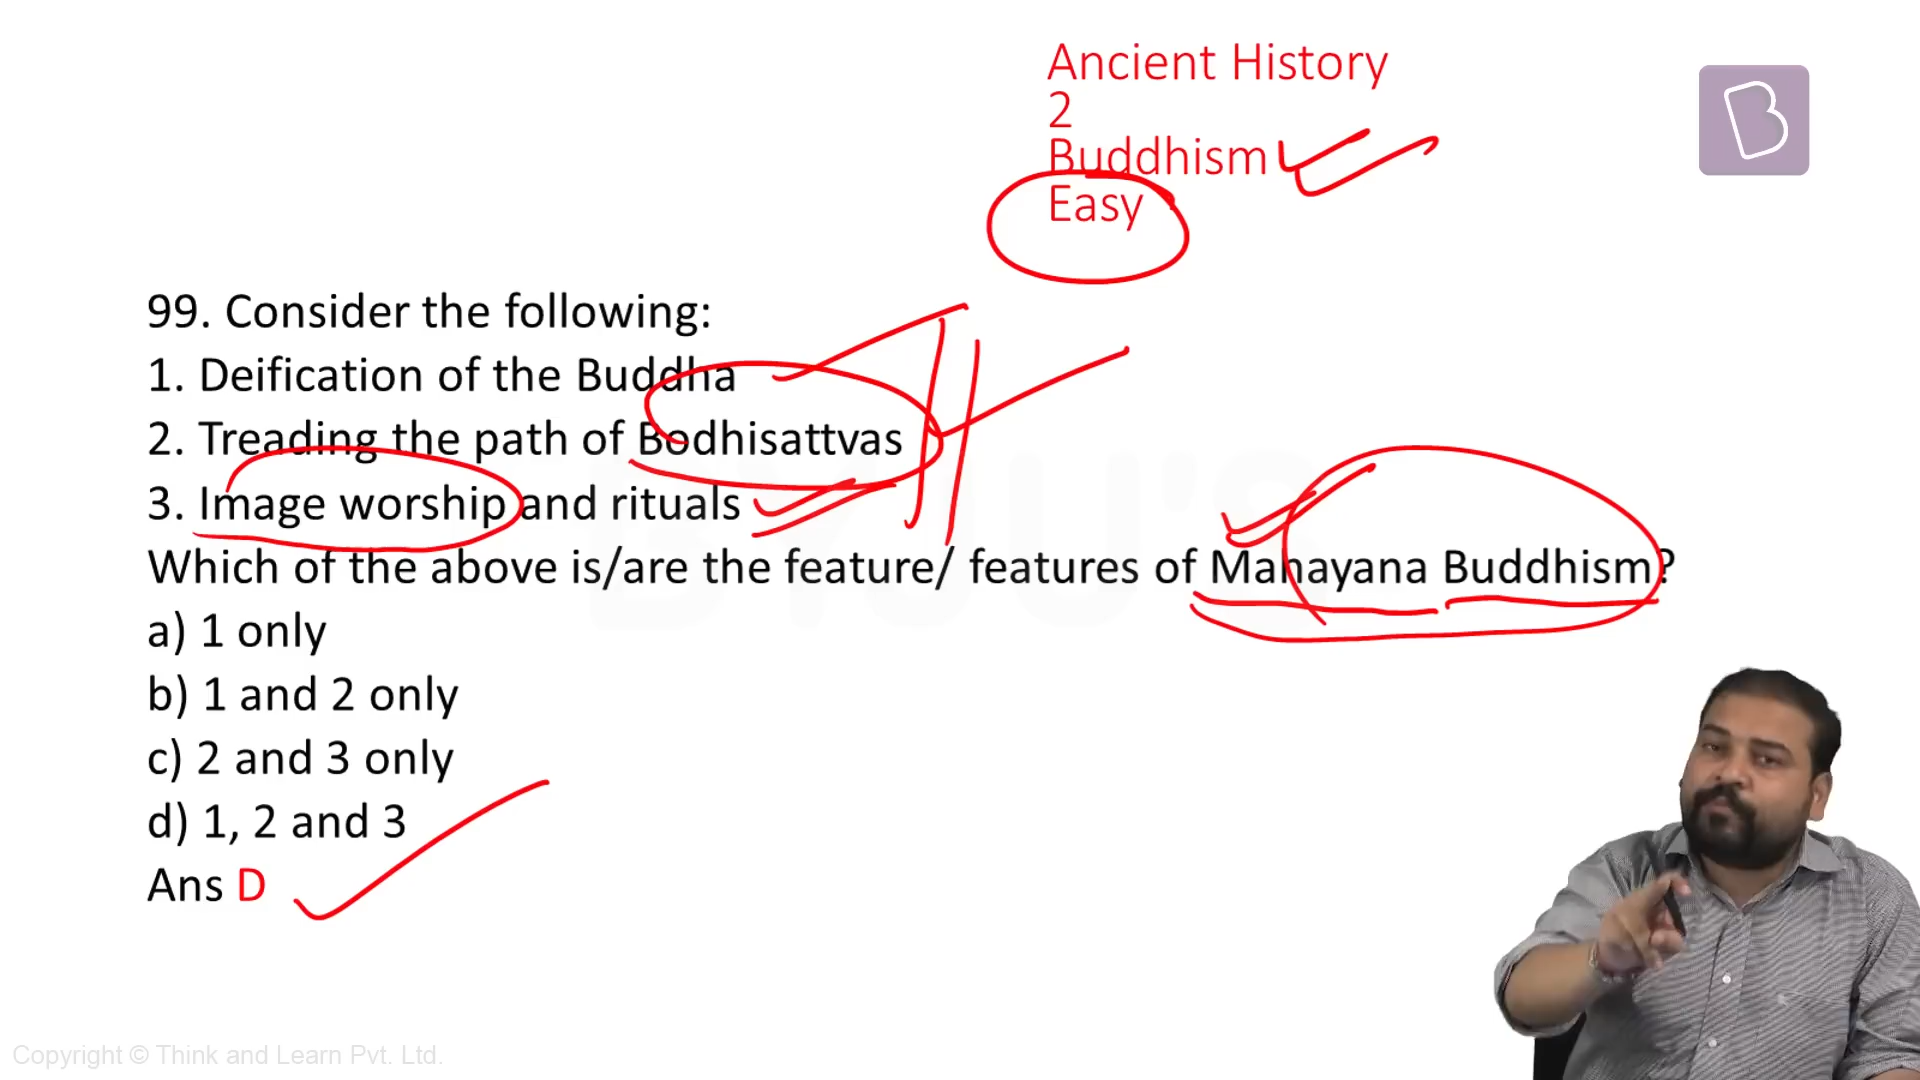 Ancient History
2
Buddhism
Easy
B
99. Consider the following:
1. Deification of the Buddha
2. Treading the path of Bodhisattvas
3. Image worship and rituals
Which of the above is/are the feature/ features of Mahayana Buddhism?
a) 1 only
b) 1 and 2 only
c) 2 and 3 only
d) 1, 2 and 3
Ans D
BYJU'S
Copyright © Think and Learn Pvt. Ltd.